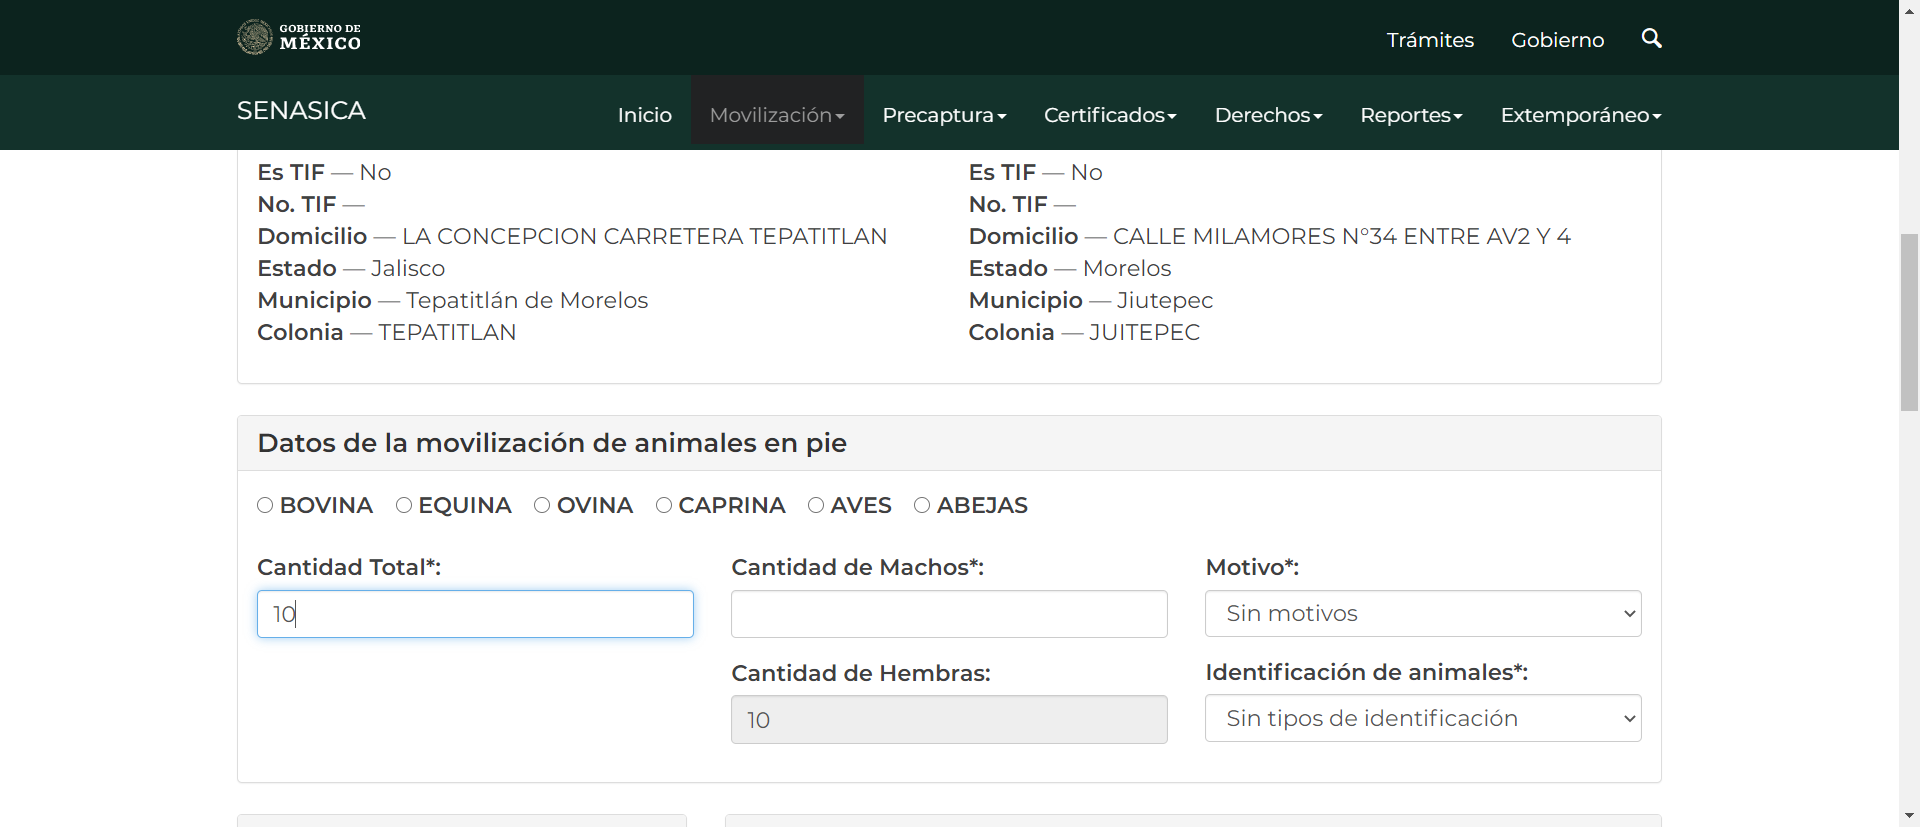 GOBIERNO DE
MÉXICO
Trámites Gobierno
SENASICA
Inicio Movilización Precaptura Certificados Derechos Reportes Extemporáneo
Es TIF — No
No. TIF —
Domicilio — LA CONCEPCION CARRETERA TEPATITLAN
Estado — Jalisco
Municipio — Tepatitlán de Morelos
Colonia — TEPATITLAN
Es TIF — No
No. TIF —
Domicilio — CALLE MILAMORES N°34 ENTRE AV2 Y 4
Estado — Morelos
Municipio — Jiutepec
Colonia — JUITEPEC
Datos de la movilización de animales en pie
BOVINA EQUINA OVINA CAPRINA AVES ABEJAS
Cantidad Total*:
10
Cantidad de Machos*:
Cantidad de Hembras:
10
Motivo*:
Sin motivos
Identificación de animales*:
Sin tipos de identificación